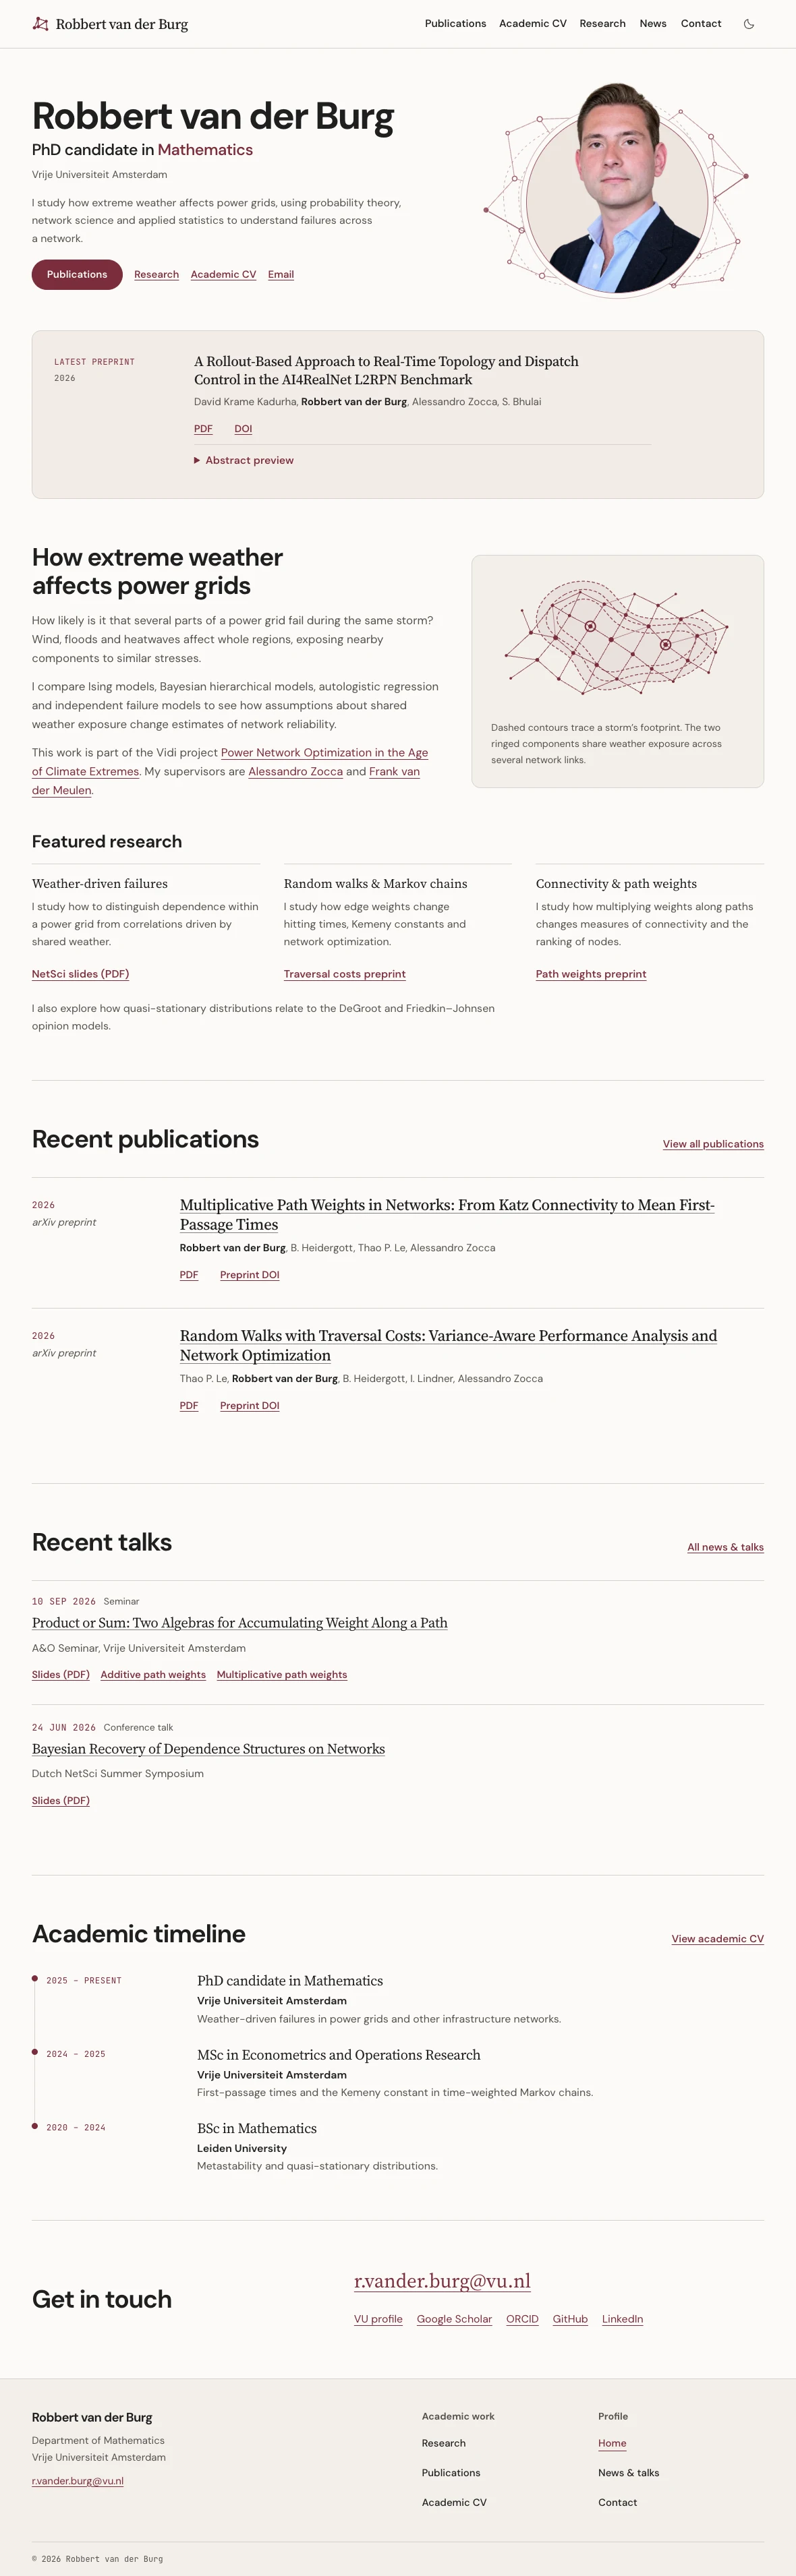 Robbert van der Burg
Publications Academic CV Research News Contact
Robbert van der Burg
PhD candidate in Mathematics
Vrije Universiteit Amsterdam
I study how extreme weather affects power grids, using probability theory,
network science and applied statistics to understand failures across
a network.
Publications Research Academic CV Email
LATEST PREPRINT
2026
A Rollout-Based Approach to Real-Time Topology and Dispatch
Control in the AI4RealNet L2RPN Benchmark
David Krame Kadurha, Robbert van der Burg, Alessandro Zocca, S. Bhulai
PDF DOI
▶ Abstract preview
How extreme weather
affects power grids
How likely is it that several parts of a power grid fail during the same storm?
Wind, floods and heatwaves affect whole regions, exposing nearby
components to similar stresses.
I compare Ising models, Bayesian hierarchical models, autologistic regression
and independent failure models to see how assumptions about shared
weather exposure change estimates of network reliability.
This work is part of the Vidi project Power Network Optimization in the Age
of Climate Extremes. My supervisors are Alessandro Zocca and Frank van
der Meulen.
Dashed contours trace a storm's footprint. The two
ringed components share weather exposure across
several network links.
Featured research
Weather-driven failures
I study how to distinguish dependence within
a power grid from correlations driven by
shared weather.
NetSci slides (PDF)
Random walks & Markov chains
I study how edge weights change
hitting times, Kemeny constants and
network optimization.
Traversal costs preprint
Connectivity & path weights
I study how multiplying weights along paths
changes measures of connectivity and the
ranking of nodes.
Path weights preprint
I also explore how quasi-stationary distributions relate to the DeGroot and Friedkin–Johnsen
opinion models.
Recent publications
View all publications
2026
arXiv preprint
Multiplicative Path Weights in Networks: From Katz Connectivity to Mean First-
Passage Times
Robbert van der Burg, B. Heidergott, Thao P. Le, Alessandro Zocca
PDF Preprint DOI
2026
arXiv preprint
Random Walks with Traversal Costs: Variance-Aware Performance Analysis and
Network Optimization
Thao P. Le, Robbert van der Burg, B. Heidergott, I. Lindner, Alessandro Zocca
PDF Preprint DOI
Recent talks
All news & talks
10 SEP 2026 Seminar
Product or Sum: Two Algebras for Accumulating Weight Along a Path
A&O Seminar, Vrije Universiteit Amsterdam
Slides (PDF) Additive path weights Multiplicative path weights
24 JUN 2026 Conference talk
Bayesian Recovery of Dependence Structures on Networks
Dutch NetSci Summer Symposium
Slides (PDF)
Academic timeline
View academic CV
2025 – PRESENT
PhD candidate in Mathematics
Vrije Universiteit Amsterdam
Weather-driven failures in power grids and other infrastructure networks.
2024 – 2025
MSc in Econometrics and Operations Research
Vrije Universiteit Amsterdam
First-passage times and the Kemeny constant in time-weighted Markov chains.
2020 – 2024
BSc in Mathematics
Leiden University
Metastability and quasi-stationary distributions.
Get in touch
r.vander.burg@vu.nl
VU profile Google Scholar ORCID GitHub LinkedIn
Robbert van der Burg
Department of Mathematics
Vrije Universiteit Amsterdam
r.vander.burg@vu.nl
Academic work
Research
Publications
Academic CV
Profile
Home
News & talks
Contact
© 2026 Robbert van der Burg